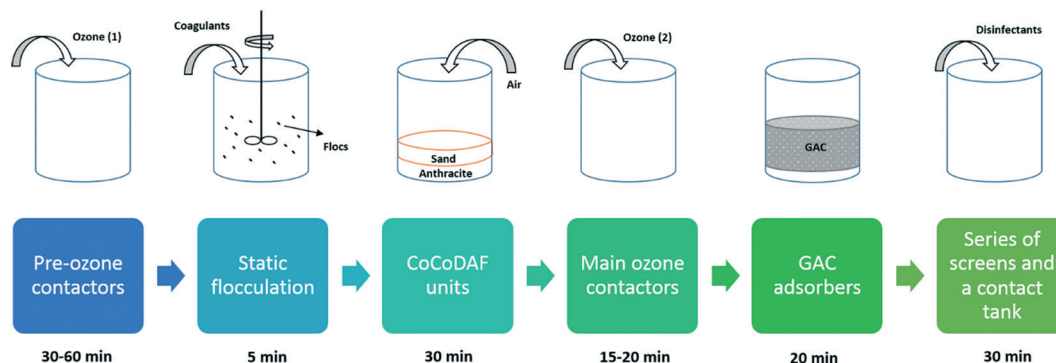 Ozone (1)
Coagulants
Flocs
Air
Sand
Anthracite
Ozone (2)
GAC
Disinfectants
Pre-ozone
contactors
Static
flocculation
CoCoDAF
units
Main ozone
contactors
GAC
adsorbers
Series of
screens and
a contact
tank
30-60 min
5 min
30 min
15-20 min
20 min
30 min